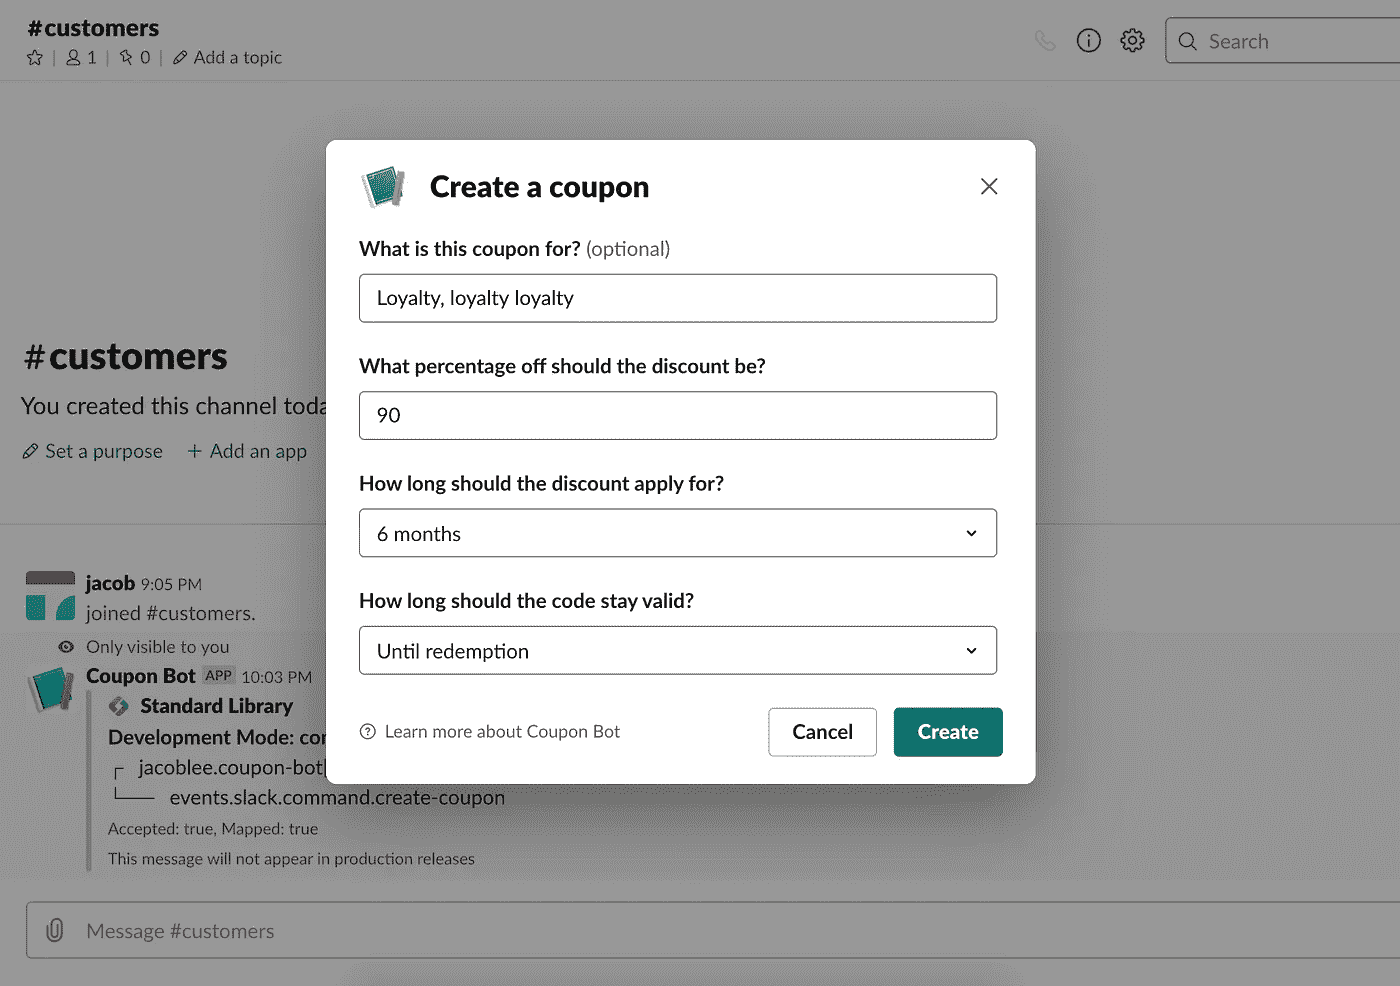 #customers
1 | 0 | Add a topic
Search
Create a coupon
What is this coupon for? (optional)
Loyalty, loyalty loyalty
What percentage off should the discount be?
90
How long should the discount apply for?
6 months
How long should the code stay valid?
Until redemption
Learn more about Coupon Bot
Cancel
Create
#customers
You created this channel toda
Set a purpose
+ Add an app
jacob 9:05 PM
joined #customers.
Only visible to you
Coupon Bot APP 10:03 PM
Standard Library
Development Mode: cor
jacoblee.coupon-bot
events.slack.command.create-coupon
Accepted: true, Mapped: true
This message will not appear in production releases
Message #customers